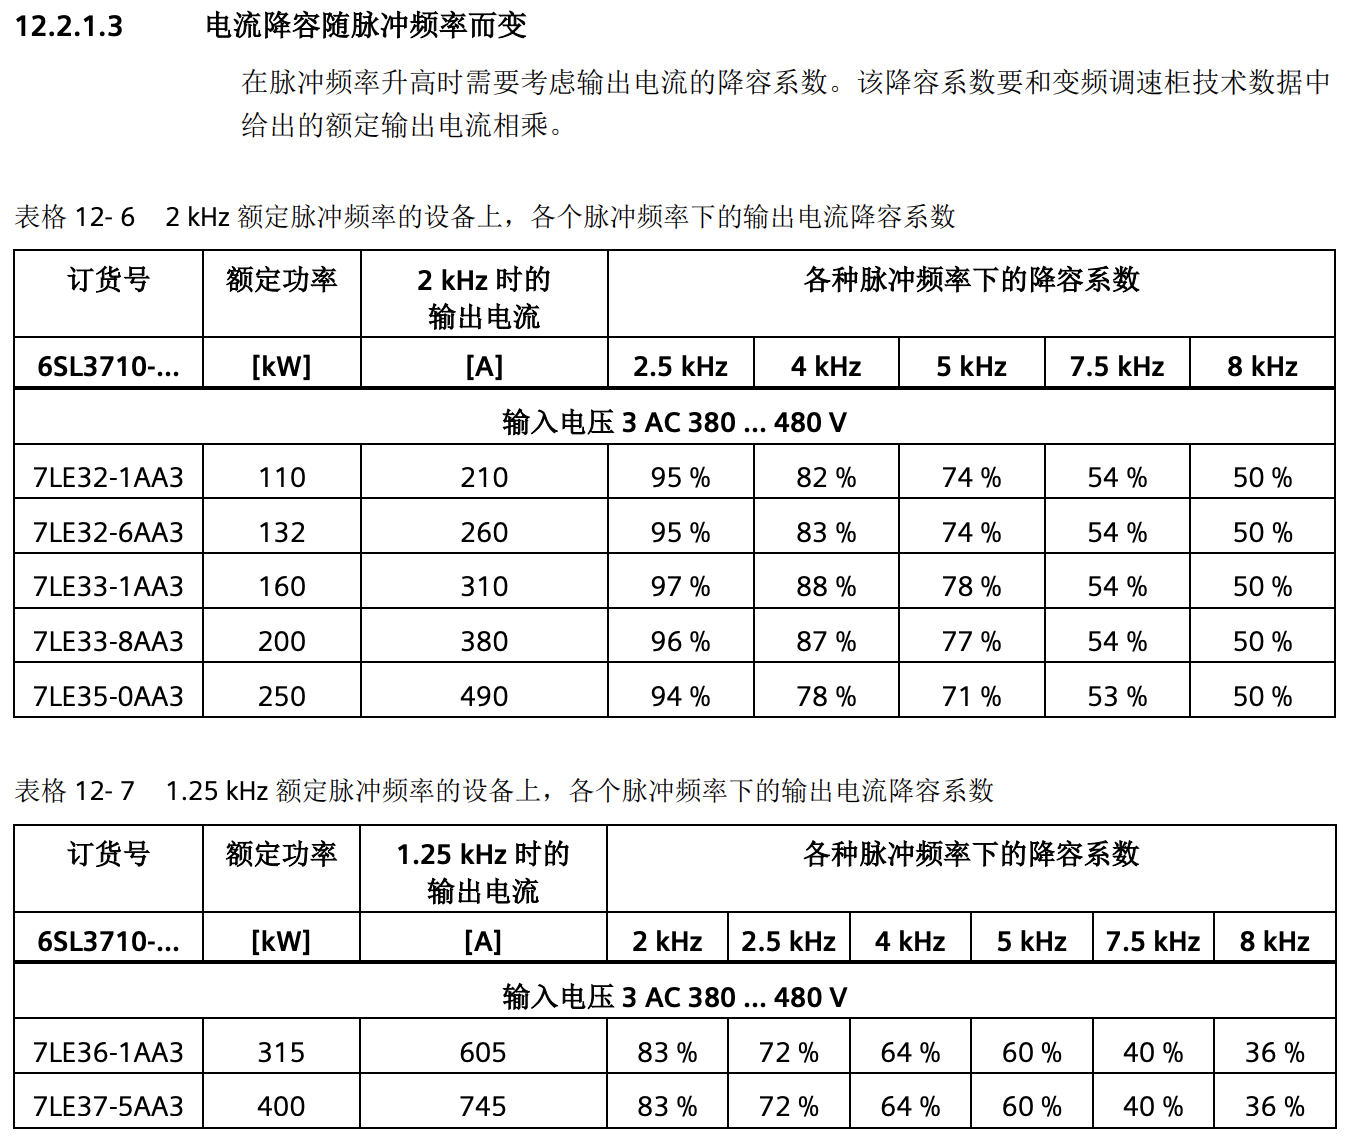 12.2.1.3 电流降容随脉冲频率而变
在脉冲频率升高时需要考虑输出电流的降容系数。该降容系数要和变频调速柜技术数据中
给出的额定输出电流相乘。
表格 12- 6 2 kHz 额定脉冲频率的设备上，各个脉冲频率下的输出电流降容系数
订货号 额定功率 2 kHz 时的 各种脉冲频率下的降容系数
输出电流
6SL3710-... [kW] [A] 2.5 kHz 4 kHz 5 kHz 7.5 kHz 8 kHz
输入电压 3 AC 380 ... 480 V
7LE32-1AA3 110 210 95 % 82 % 74 % 54 % 50 %
7LE32-6AA3 132 260 95 % 83 % 74 % 54 % 50 %
7LE33-1AA3 160 310 97 % 88 % 78 % 54 % 50 %
7LE33-8AA3 200 380 96 % 87 % 77 % 54 % 50 %
7LE35-0AA3 250 490 94 % 78 % 71 % 53 % 50 %
表格 12- 7 1.25 kHz 额定脉冲频率的设备上，各个脉冲频率下的输出电流降容系数
订货号 额定功率 1.25 kHz 时的 各种脉冲频率下的降容系数
输出电流
6SL3710-... [kW] [A] 2 kHz 2.5 kHz 4 kHz 5 kHz 7.5 kHz 8 kHz
输入电压 3 AC 380 ... 480 V
7LE36-1AA3 315 605 83 % 72 % 64 % 60 % 40 % 36 %
7LE37-5AA3 400 745 83 % 72 % 64 % 60 % 40 % 36 %